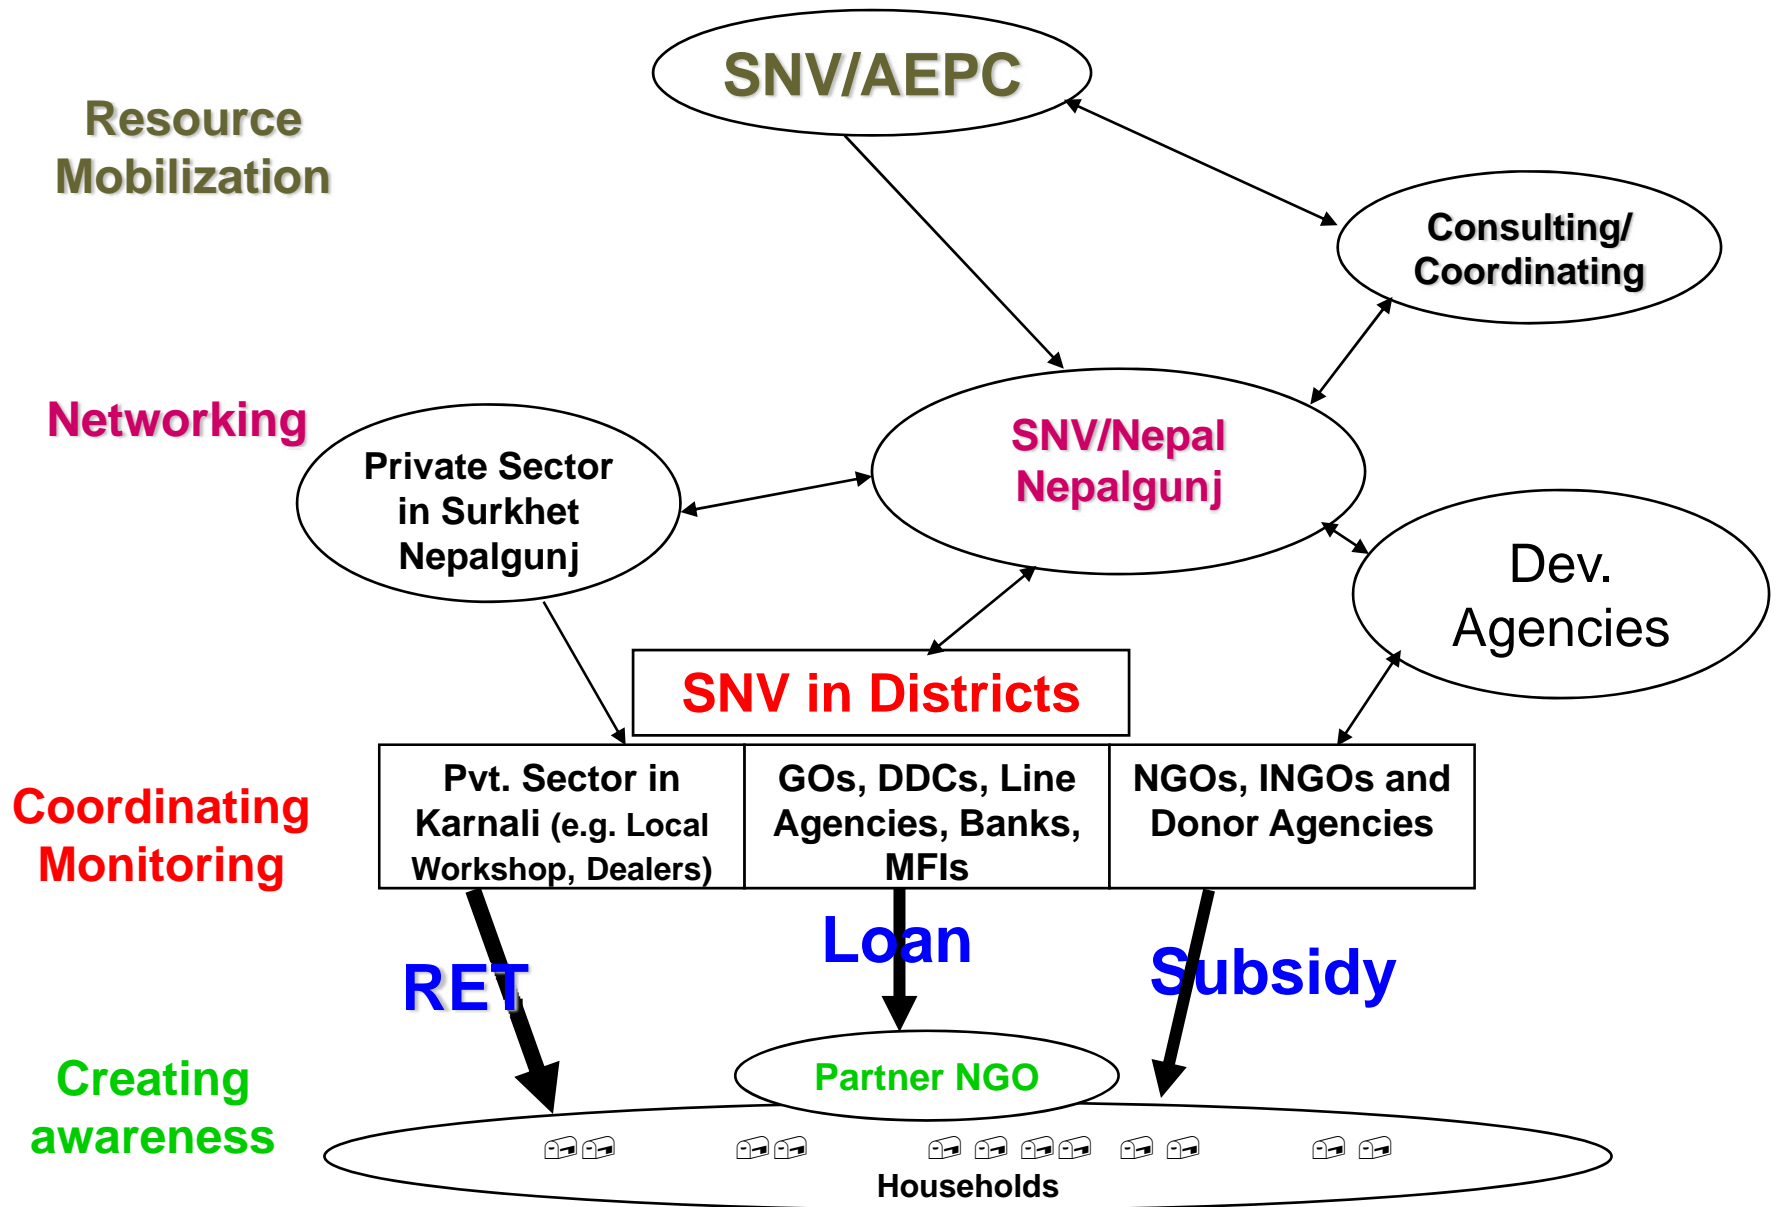 SNV/AEPC
Resource
Mobilization
Consulting/
Coordinating
Networking
SNV/Nepal
Nepalgunj
Private Sector
in Surkhet
Nepalgunj
Dev.
Agencies
SNV in Districts
Coordinating
Monitoring
Pvt. Sector in
Karnali (e.g. Local
Workshop, Dealers)
GOs, DDCs, Line
Agencies, Banks,
MFIs
NGOs, INGOs and
Donor Agencies
RET
Loan
Subsidy
Creating
awareness
Partner NGO
Households